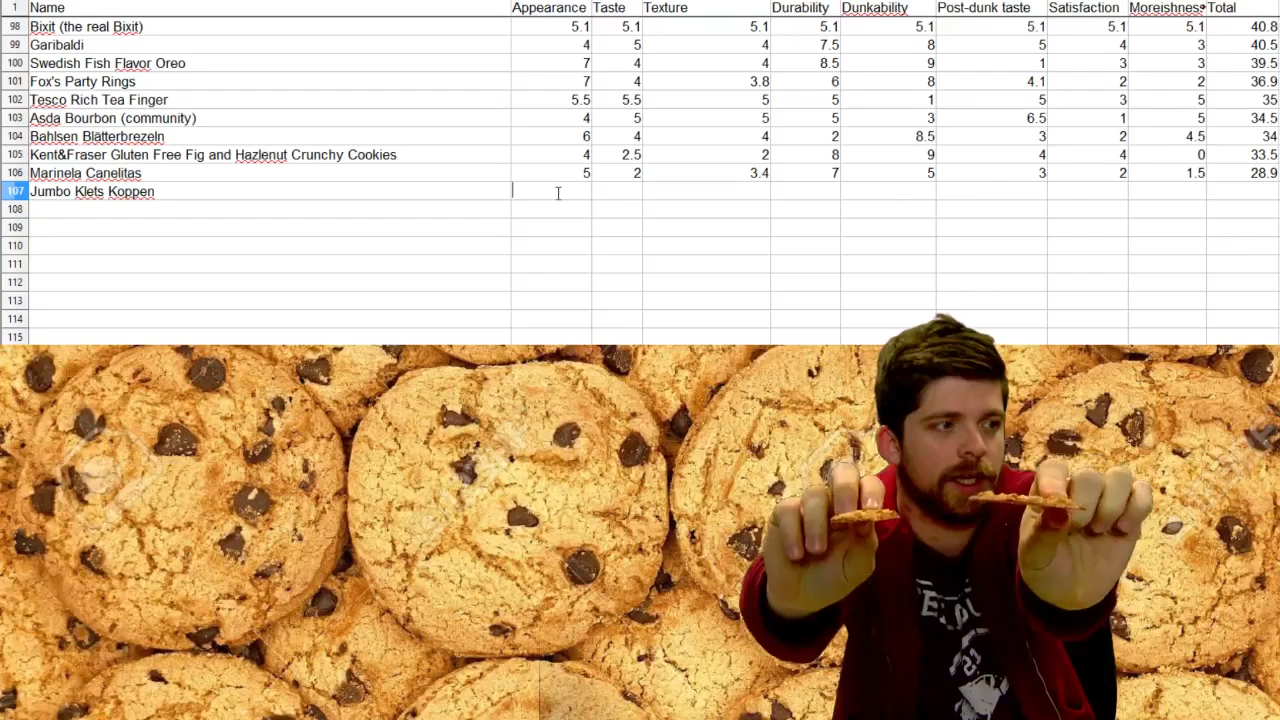 1 Name Appearance Taste Texture Durability Dunkability Post-dunk taste Satisfaction Moreishnes Total
98 Bixit (the real Bixit) 5.1 5.1 5.1 5.1 5.1 5.1 5.1 5.1 40.8
99 Garibaldi 4 5 4 7.5 8 5 4 3 40.5
100 Swedish Fish Flavor Oreo 7 4 4 8.5 9 1 3 3 39.5
101 Fox's Party Rings 7 4 3.8 6 8 4.1 2 2 36.9
102 Tesco Rich Tea Finger 5.5 5.5 5 5 1 5 3 5 35
103 Asda Bourbon (community) 4 5 5 5 3 6.5 1 5 34.5
104 Bahlsen Blätterbrezeln 6 4 4 2 8.5 3 2 4.5 34
105 Kent&Fraser Gluten Free Fig and Hazlenut Crunchy Cookies 4 2.5 2 8 9 4 4 0 33.5
106 Marinela Canelitas 5 2 3.4 7 5 3 2 1.5 28.9
107 Jumbo Klets Koppen
108
109
110
111
112
113
114
115